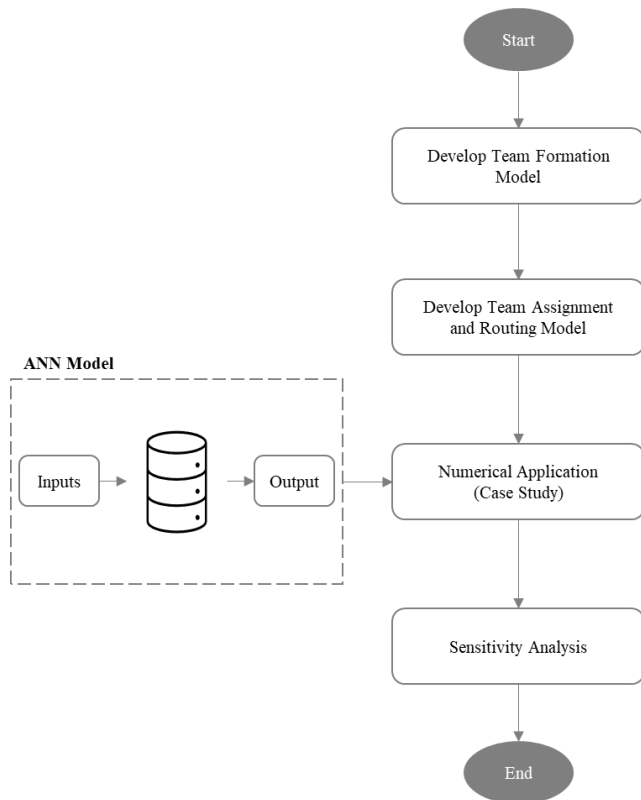 Start
Develop Team Formation
Model
Develop Team Assignment
and Routing Model
ANN Model
Inputs
Output
Numerical Application
(Case Study)
Sensitivity Analysis
End